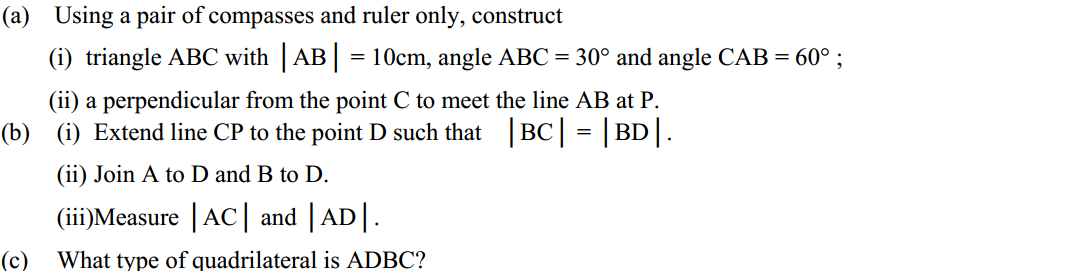 (a) Using a pair of compasses and ruler only, construct
(i) triangle ABC with |AB| = 10cm, angle ABC = 30° and angle CAB = 60° ;
(ii) a perpendicular from the point C to meet the line AB at P.
(b) (i) Extend line CP to the point D such that |BC| = |BD|.
(ii) Join A to D and B to D.
(iii)Measure |AC| and |AD|.
(c) What type of quadrilateral is ADBC?